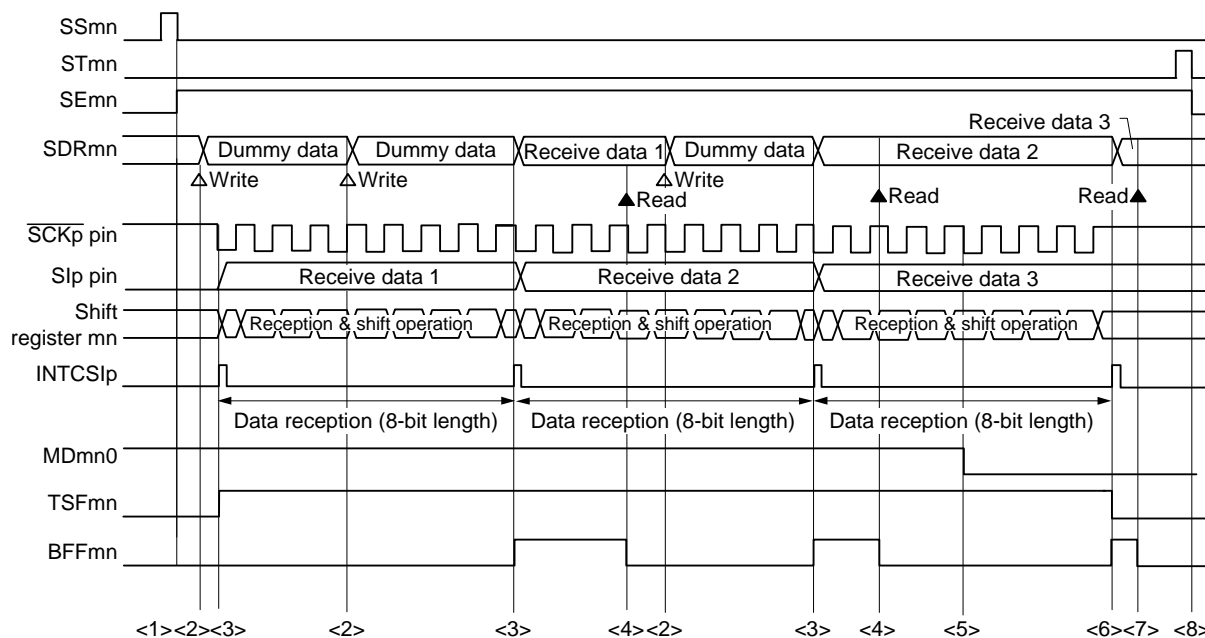 SSmn
STmn
SEmn
Receive data 3
SDRmn
Dummy data
Dummy data
Receive data 1
Dummy data
Receive data 2
Write
Write
Read
Write
Read
Read
SCKp pin
SIp pin
Receive data 1
Receive data 2
Receive data 3
Shift
register mn
Reception & shift operation
Reception & shift operation
Reception & shift operation
INTCSIp
Data reception (8-bit length)
Data reception (8-bit length)
Data reception (8-bit length)
MDmn0
TSFmn
BFFmn
<1> <2> <3> <2> <3> <4> <2> <3> <4> <5> <6> <7> <8>